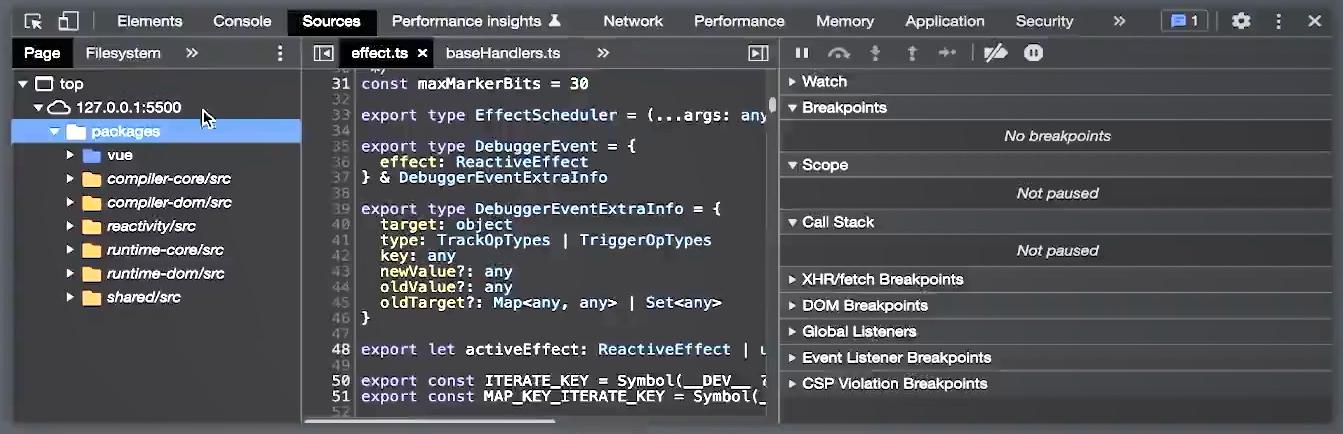 Elements Console Sources Performance insights Network Performance Memory Application Security » 1
Page Filesystem »
effect.ts × baseHandlers.ts »
top
127.0.0.1:5500
packages
vue
compiler-core/src
compiler-dom/src
reactivity/src
runtime-core/src
runtime-dom/src
shared/src
30 */
31 const maxMarkerBits = 30
32
33 export type EffectScheduler = (...args: any
34
35 export type DebuggerEvent = {
36 effect: ReactiveEffect
37 } & DebuggerEventExtraInfo
38
39 export type DebuggerEventExtraInfo = {
40 target: object
41 type: TrackOpTypes | TriggerOpTypes
42 key: any
43 newValue?: any
44 oldValue?: any
45 oldTarget?: Map<any, any> | Set<any>
46 }
47
48 export let activeEffect: ReactiveEffect | u
49
50 export const ITERATE_KEY = Symbol(__DEV__ ?
51 export const MAP_KEY_ITERATE_KEY = Symbol(_
52
Watch
Breakpoints
No breakpoints
Scope
Not paused
Call Stack
Not paused
XHR/fetch Breakpoints
DOM Breakpoints
Global Listeners
Event Listener Breakpoints
CSP Violation Breakpoints